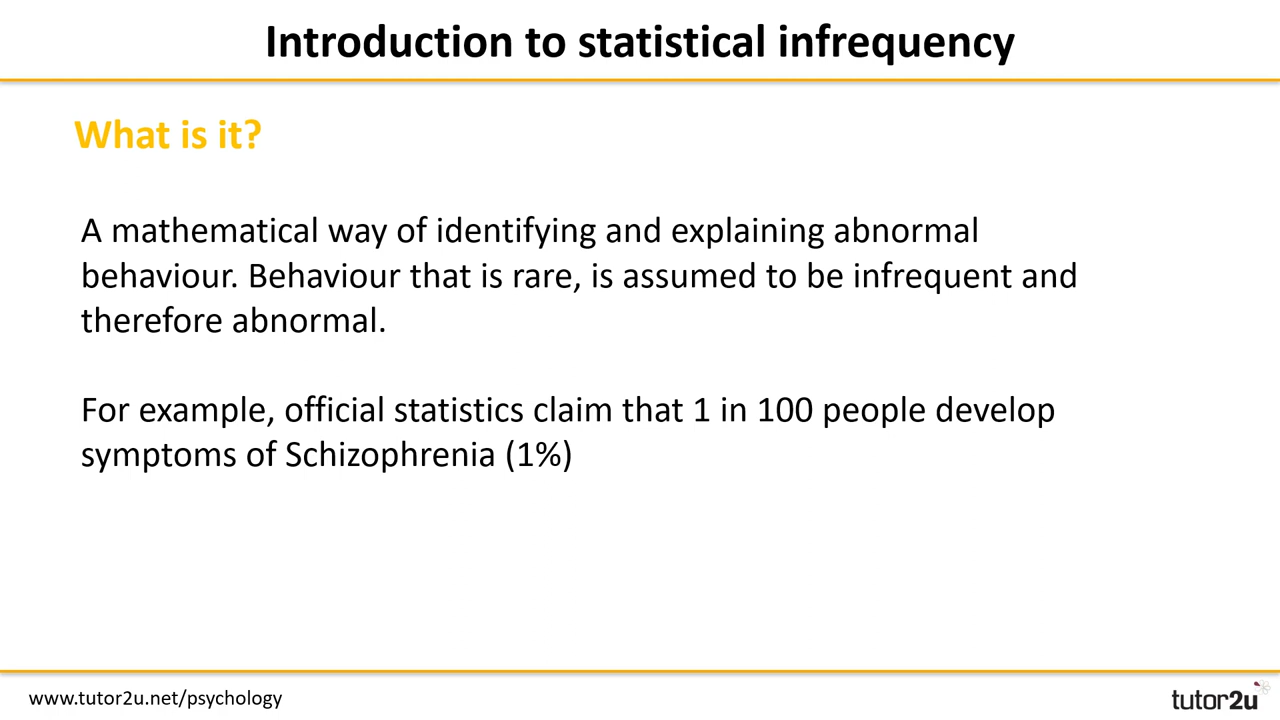 Introduction to statistical infrequency
What is it?
A mathematical way of identifying and explaining abnormal
behaviour. Behaviour that is rare, is assumed to be infrequent and
therefore abnormal.
For example, official statistics claim that 1 in 100 people develop
symptoms of Schizophrenia (1%)
www.tutor2u.net/psychology
tutor2u